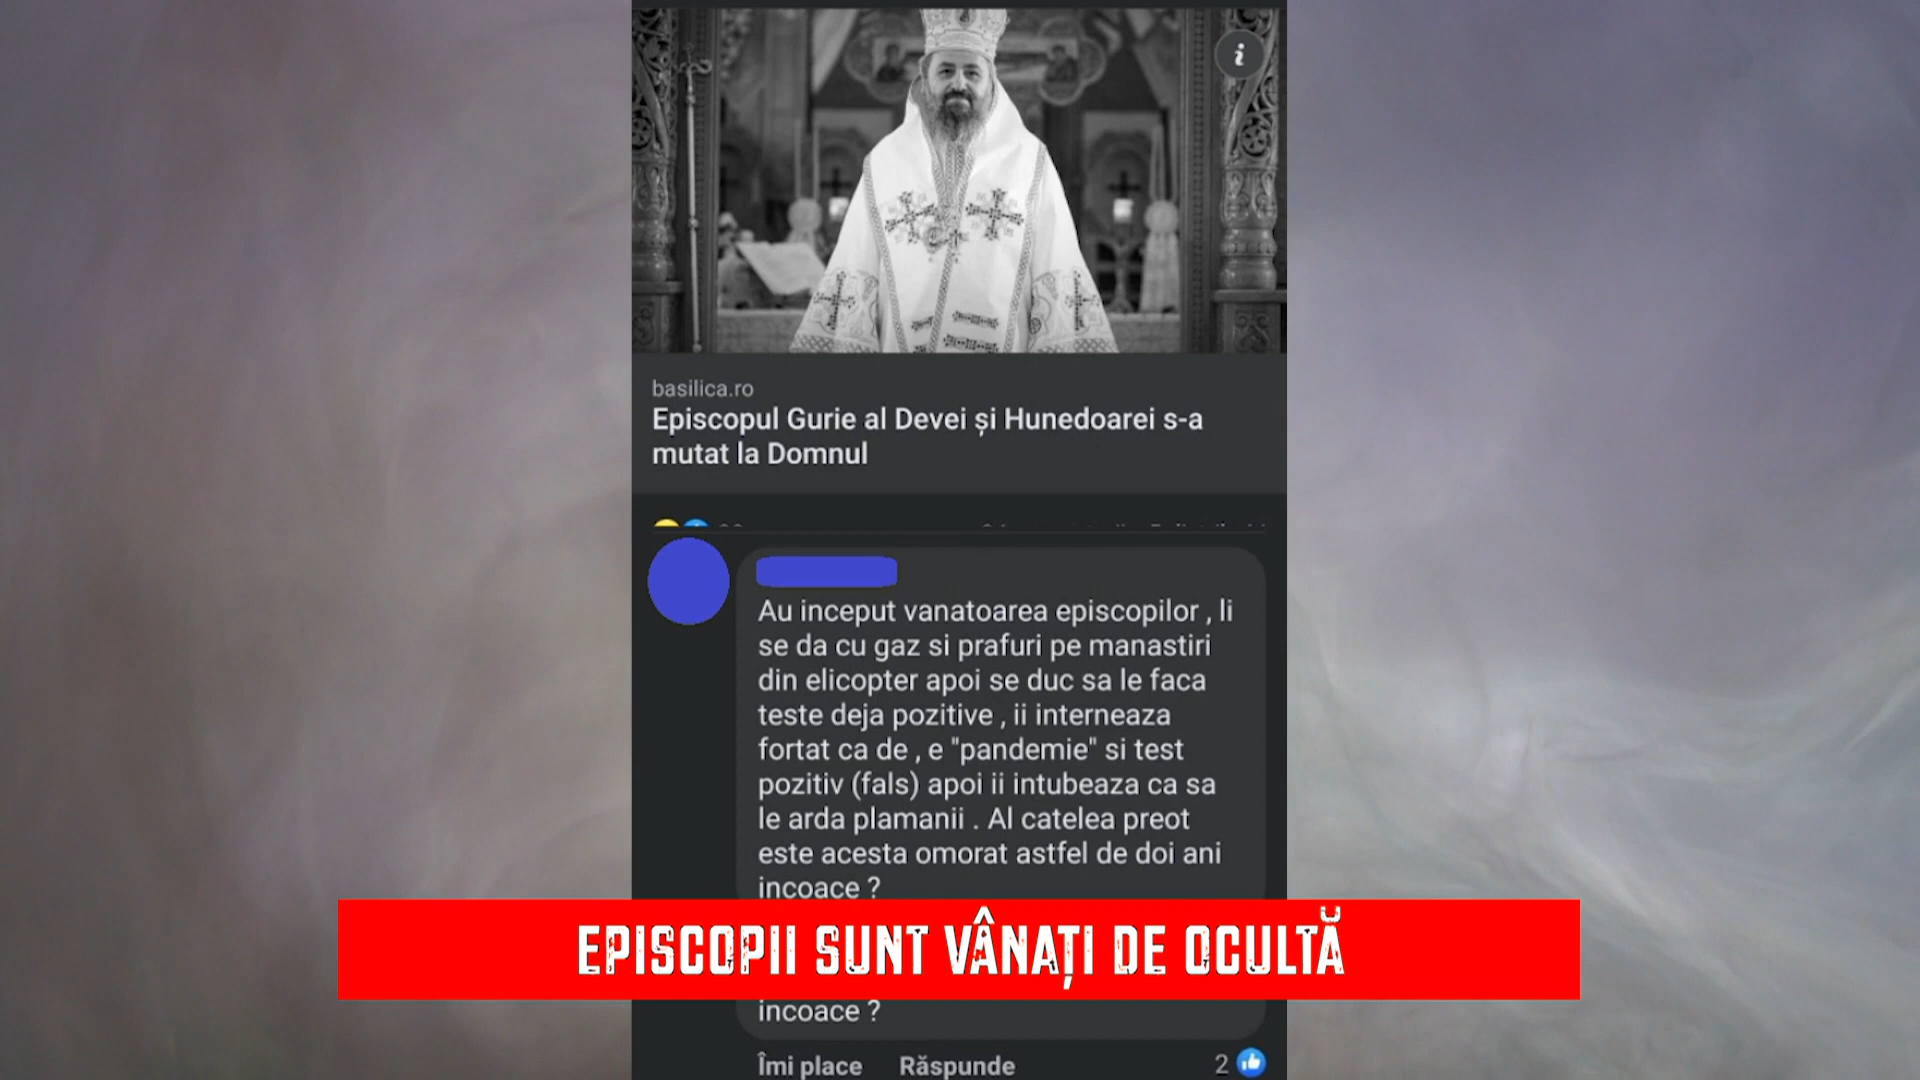 basilica.ro
Episcopul Gurie al Devei și Hunedoarei s-a
mutat la Domnul
Au inceput vanatoarea episcopilor , li
se da cu gaz si prafuri pe manastiri
din elicopter apoi se duc sa le faca
teste deja pozitive , ii interneaza
fortat ca de , e "pandemie" si test
pozitiv (fals) apoi ii intubeaza ca sa
le arda plamanii . Al catelea preot
este acesta omorat astfel de doi ani
incoace ?
EPISCOPII SUNT VÂNAȚI DE OCULTĂ
incoace ?
Îmi place Răspunde 2